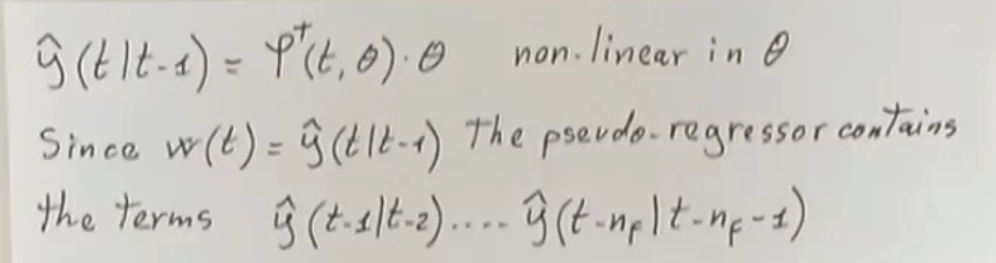 ŷ(t|t-1) = φᵀ(t,θ)·θ non-linear in θ
Since w(t) = ŷ(t|t-1) The pseudo-regressor contains
the terms ŷ(t-1|t-2).... ŷ(t-n_F|t-n_F-1)